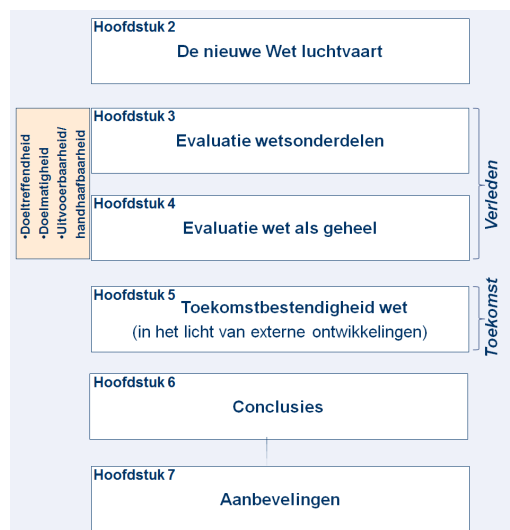 Hoofdstuk 2
De nieuwe Wet luchtvaart
•Doeltreffendheid
•Doelmatigheid
•Uitvooerbaarheid/
handhaafbaarheid
Hoofdstuk 3
Evaluatie wetsonderdelen
Hoofdstuk 4
Evaluatie wet als geheel
Verleden
Hoofdstuk 5
Toekomstbestendigheid wet
(in het licht van externe ontwikkelingen)
Toekomst
Hoofdstuk 6
Conclusies
Hoofdstuk 7
Aanbevelingen